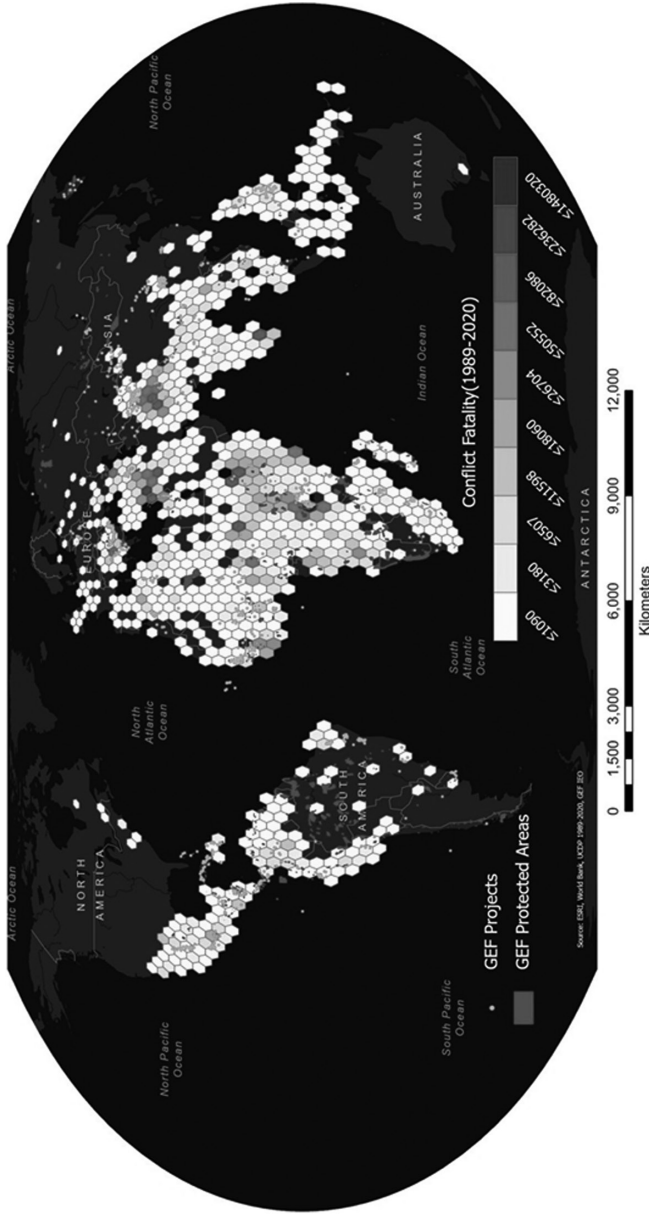 Arctic Ocean
Arctic Ocean
North Pacific
Ocean
NORTH
AMERICA
North
Atlantic
Ocean
EUROPE
ASIA
North Pacific
Ocean
SOUTH
AMERICA
South Pacific
Ocean
South
Atlantic
Ocean
Indian Ocean
AUSTRALIA
ANTARCTICA
GEF Projects
GEF Protected Areas
Conflict Fatality(1989-2020)
≤1090
≤3180
≤6507
≤11598
≤18060
≤26704
≤50552
≤82086
≤236282
≤1480320
Source: ESRI, World Bank, UCDP 1989-2020, GEF IEO
0 1,500 3,000 6,000 9,000 12,000
Kilometers